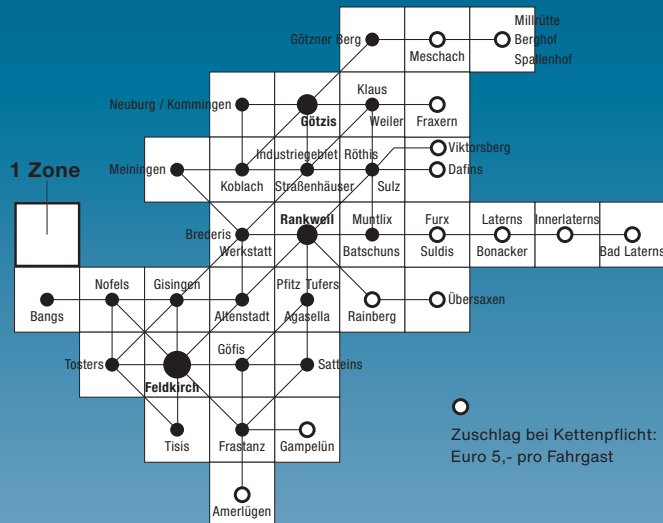 Millrütte
Götzner Berg
Berghof
Meschach
Spallenhof
Klaus
Neuburg / Kommingen
Götzis
Weiler
Fraxern
Industriegebiet
Röthis
Viktorsberg
1 Zone
Meiningen
Dafins
Koblach
Straßenhäuser
Sulz
Rankweil
Muntlix
Furx
Laterns
Innerlaterns
Brederis
Werkstatt
Batschuns
Suldis
Bonacker
Bad Laterns
Nofels
Gisingen
Pfitz Tufers
Übersaxen
Bangs
Altenstadt
Agasella
Rainberg
Göfis
Tosters
Satteins
Feldkirch
Tisis
Frastanz
Gampelün
Zuschlag bei Kettenpflicht:
Euro 5,- pro Fahrgast
Amerlügen